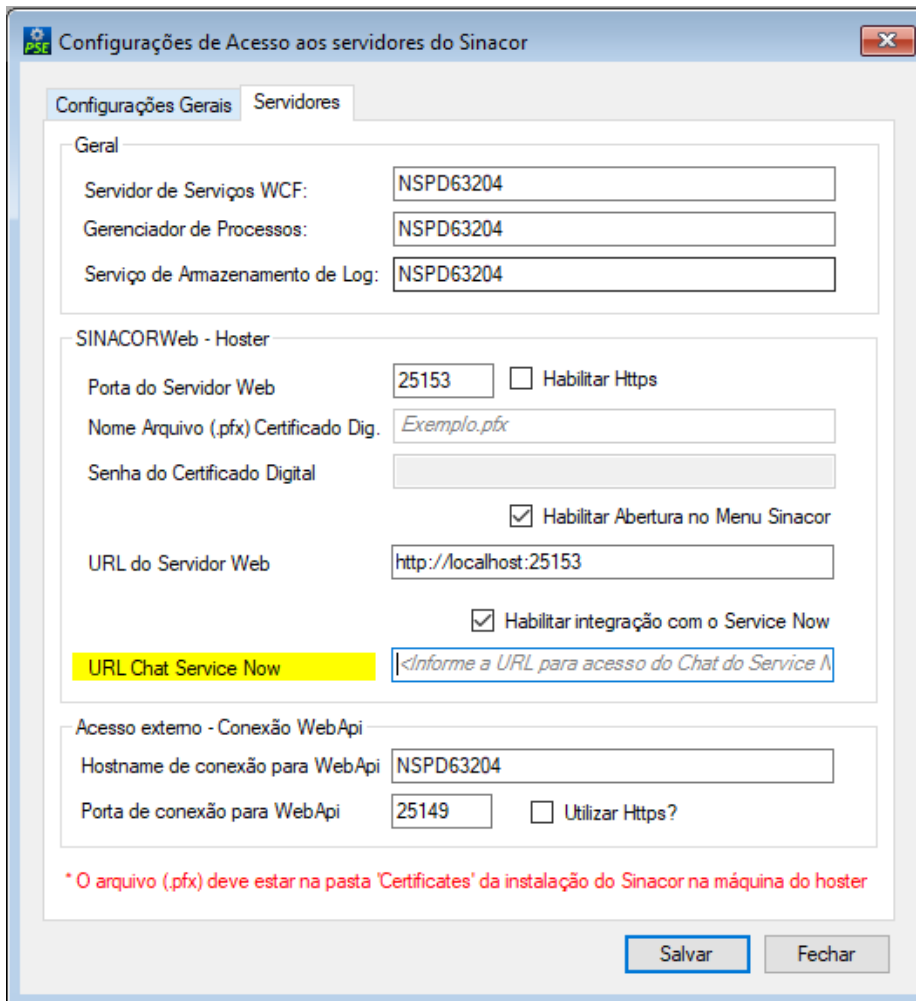 PSE Configurações de Acesso aos servidores do Sinacor
Configurações Gerais Servidores
Geral
Servidor de Serviços WCF: NSPD63204
Gerenciador de Processos: NSPD63204
Serviço de Armazenamento de Log: NSPD63204
SINACORWeb - Hoster
Porta do Servidor Web 25153 Habilitar Https
Nome Arquivo (.pfx) Certificado Dig. Exemplo.pfx
Senha do Certificado Digital
Habilitar Abertura no Menu Sinacor
URL do Servidor Web http://localhost:25153
Habilitar integração com o Service Now
URL Chat Service Now <Informe a URL para acesso do Chat do Service N
Acesso externo - Conexão WebApi
Hostname de conexão para WebApi NSPD63204
Porta de conexão para WebApi 25149 Utilizar Https?
* O arquivo (.pfx) deve estar na pasta 'Certificates' da instalação do Sinacor na máquina do hoster
Salvar Fechar